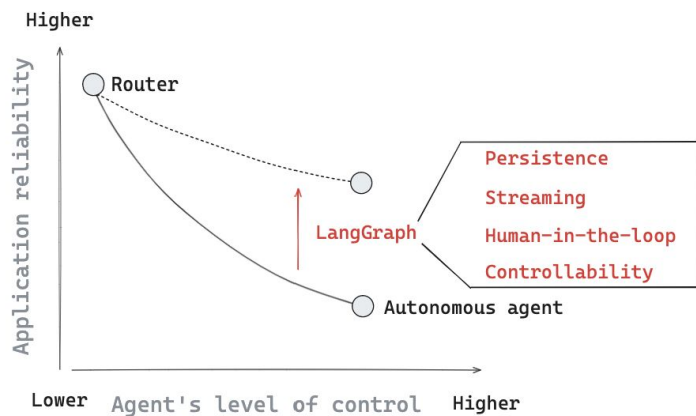 Higher
Application reliability
Router
Persistence
Streaming
LangGraph
Human-in-the-loop
Controllability
Autonomous agent
Lower
Agent's level of control
Higher